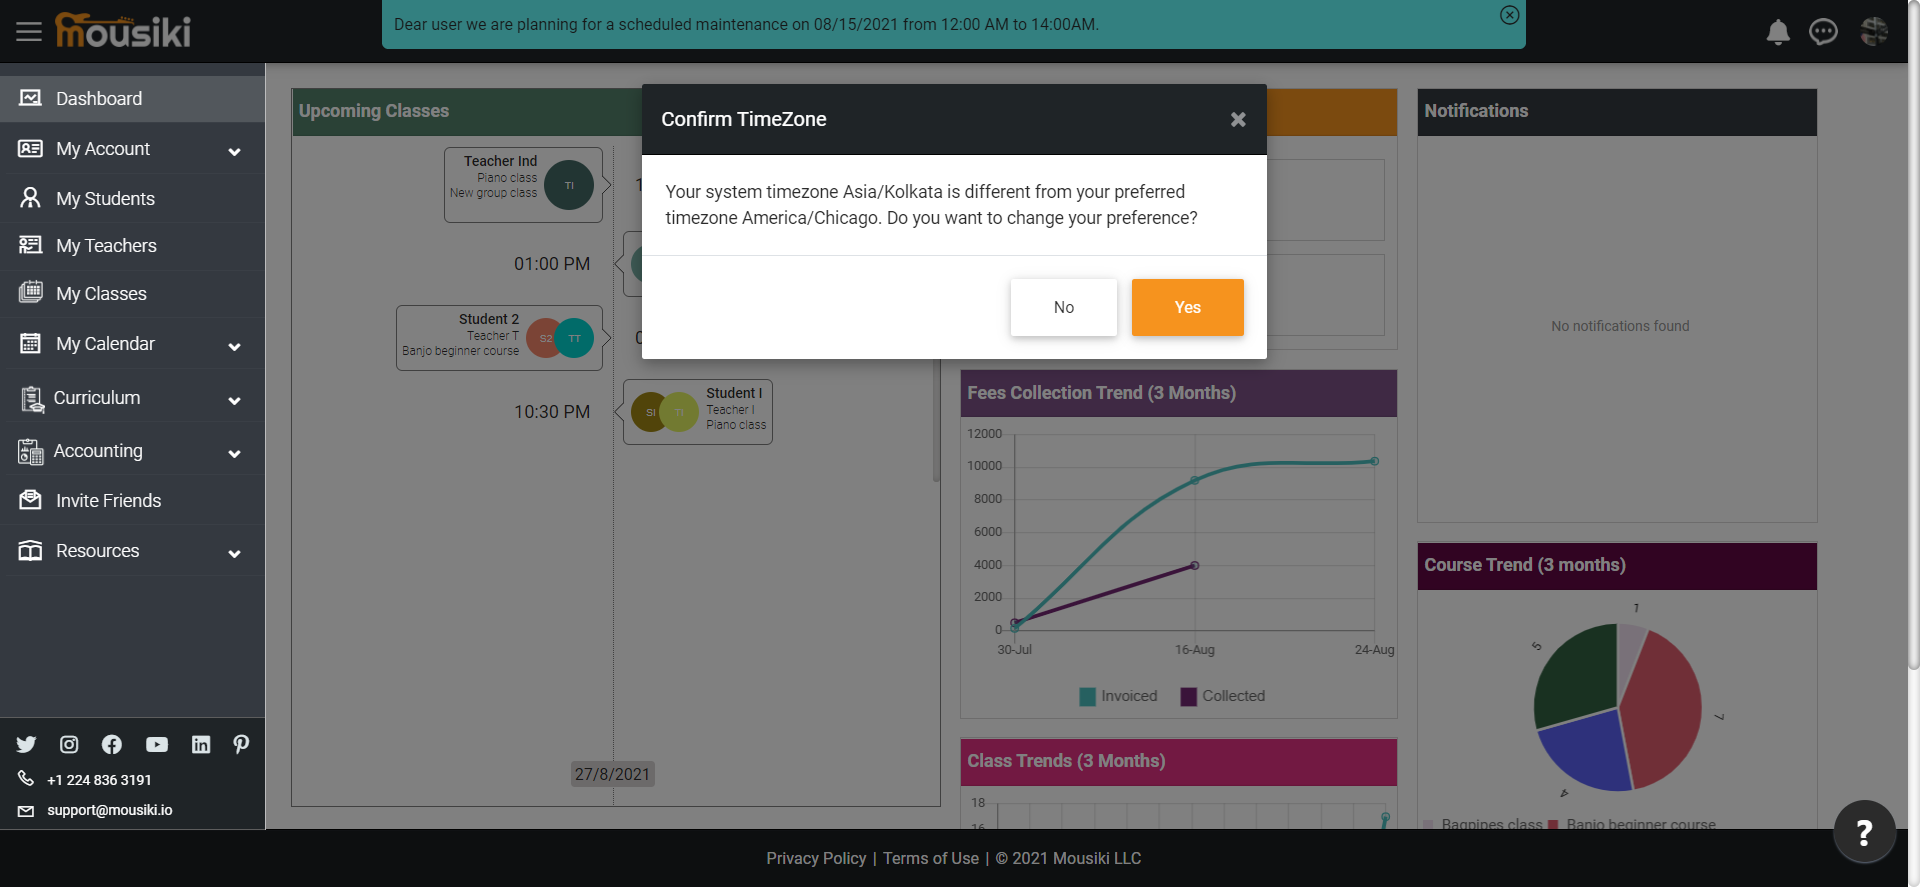 mousiki
Dear user we are planning for a scheduled maintenance on 08/15/2021 from 12:00 AM to 14:00AM.
Dashboard
My Account
My Students
My Teachers
My Classes
My Calendar
Curriculum
Accounting
Invite Friends
Resources
+1 224 836 3191
support@mousiki.io
Upcoming Classes
Teacher Ind
Piano class
New group class
TI
01:00 PM
Student 2
Teacher T
Banjo beginner course
S2
TT
10:30 PM
SI
TI
Student I
Teacher I
Piano class
27/8/2021
Confirm TimeZone
Your system timezone Asia/Kolkata is different from your preferred
timezone America/Chicago. Do you want to change your preference?
No
Yes
Fees Collection Trend (3 Months)
12000
10000
8000
6000
4000
2000
0
30-Jul
16-Aug
24-Aug
Invoiced
Collected
Class Trends (3 Months)
18
16
Notifications
No notifications found
Course Trend (3 months)
1
5
7
4
Bagpipes class
Banjo beginner course
?
Privacy Policy | Terms of Use | © 2021 Mousiki LLC